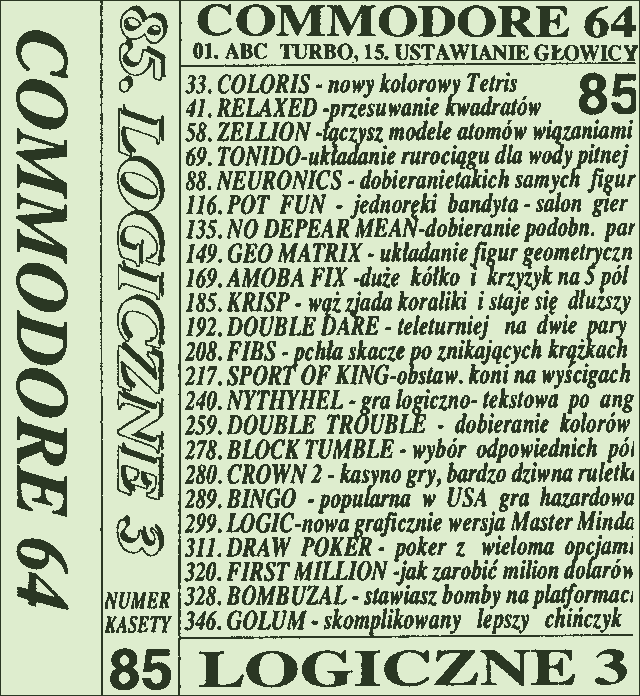 COMMODORE 64
85. LOGICZNE 3
NUMER
KASETY
85
COMMODORE 64
01. ABC TURBO, 15. USTAWIANIE GŁOWICY
85
33. COLORIS - nowy kolorowy Tetris
41. RELAXED -przesuwanie kwadratów
58. ZELLION -łączysz modele atomów wiązaniami
69. TONIDO-układanie rurociągu dla wody pitnej
88. NEURONICS - dobieranietakich samych figur
116. POT FUN - jednoręki bandyta - salon gier
135. NO DEPEAR MEAN-dobieranie podobn. par
149. GEO MATRIX - układanie figur geometryczn
169. AMOBA FIX -duże kółko i krzyżyk na 5 pól
185. KRISP - wąż zjada koraliki i staje się dłuższy
192. DOUBLE DARE - teleturniej na dwie pary
208. FIBS - pchła skacze po znikających krążkach
217. SPORT OF KING-obstaw. koni na wyścigach
240. NYTHYHEL - gra logiczno- tekstowa po ang
259. DOUBLE TROUBLE - dobieranie kolorów
278. BLOCK TUMBLE - wybór odpowiednich pól
280. CROWN 2 - kasyno gry, bardzo dziwna ruletka
289. BINGO - popularna w USA gra hazardowa
299. LOGIC-nowa graficznie wersja Master Minda
311. DRAW POKER - poker z wieloma opcjami
320. FIRST MILLION -jak zarobić milion dolarów
328. BOMBUZAL - stawiasz bomby na platformach
346. GOLUM - skomplikowany lepszy chińczyk
LOGICZNE 3